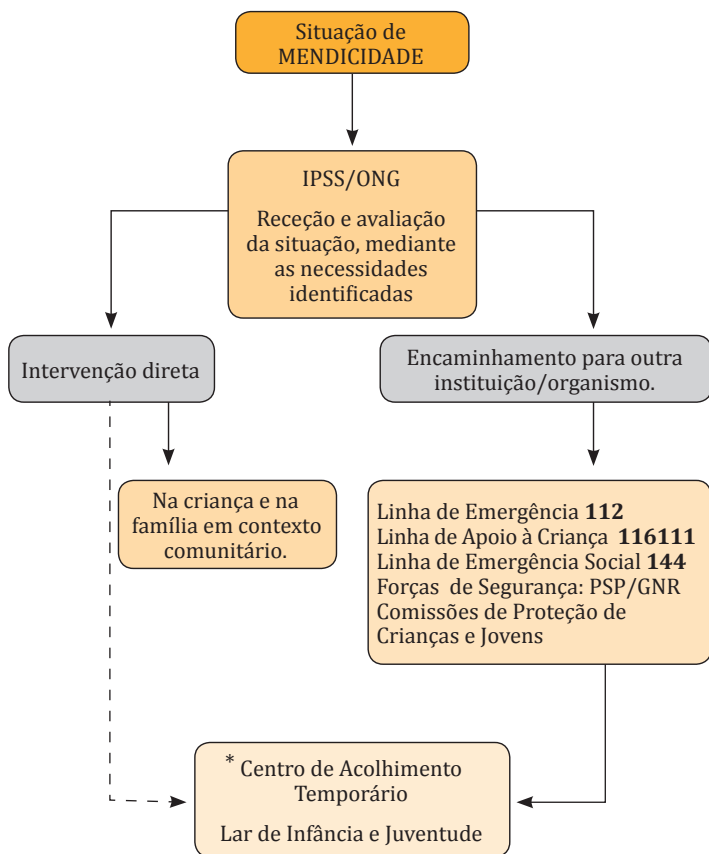 Situação de
MENDICIDADE
IPSS/ONG
Receção e avaliação
da situação, mediante
as necessidades
identificadas
Intervenção direta
Encaminhamento para outra
instituição/organismo.
Na criança e na
família em contexto
comunitário.
Linha de Emergência 112
Linha de Apoio à Criança 116111
Linha de Emergência Social 144
Forças de Segurança: PSP/GNR
Comissões de Proteção de
Crianças e Jovens
* Centro de Acolhimento
Temporário
Lar de Infância e Juventude